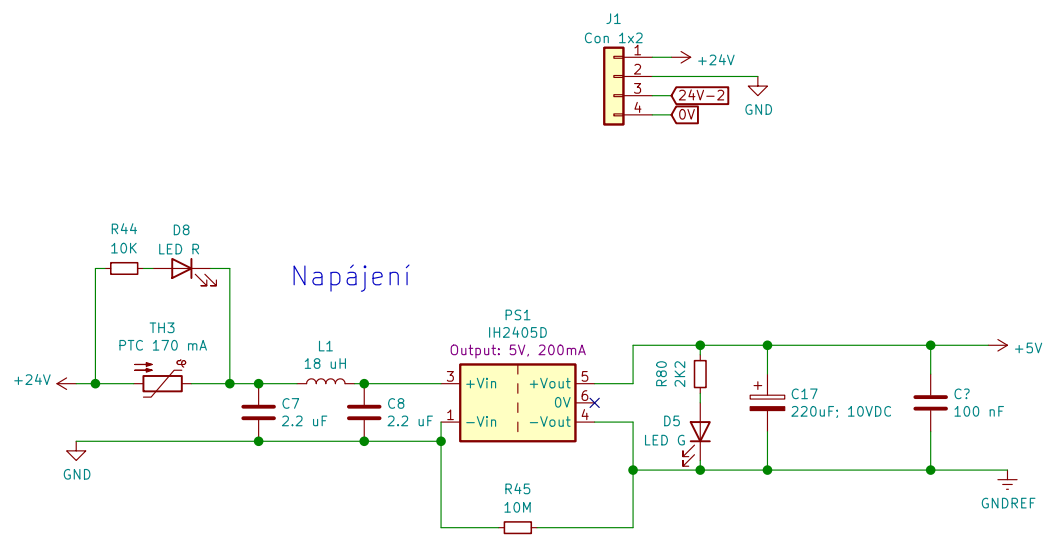 J1
Con 1x2
1
+24V
2
3
24V-2
4
0V
GND
R44
10K
D8
LED R
Napájení
TH3
PTC 170 mA
+24V
L1
18 uH
C7
2.2 uF
C8
2.2 uF
GND
PS1
IH2405D
Output: 5V, 200mA
3
+Vin
+Vout
5
0V
6
1
-Vin
-Vout
4
R45
10M
R80
2K2
D5
LED G
+
C17
220uF; 10VDC
C?
100 nF
+5V
GNDREF